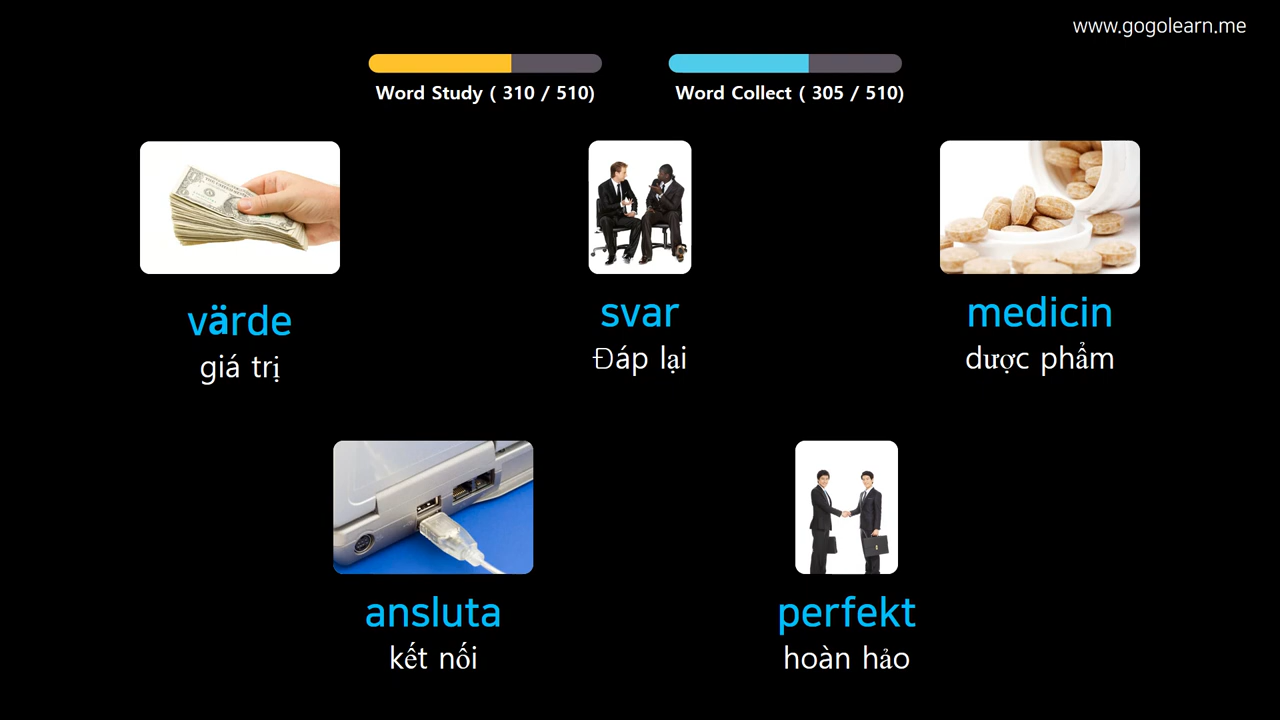 www.gogolearn.me
Word Study ( 310 / 510)
Word Collect ( 305 / 510)
värde
giá trị
svar
Đáp lại
medicin
dược phẩm
ansluta
kết nối
perfekt
hoàn hảo